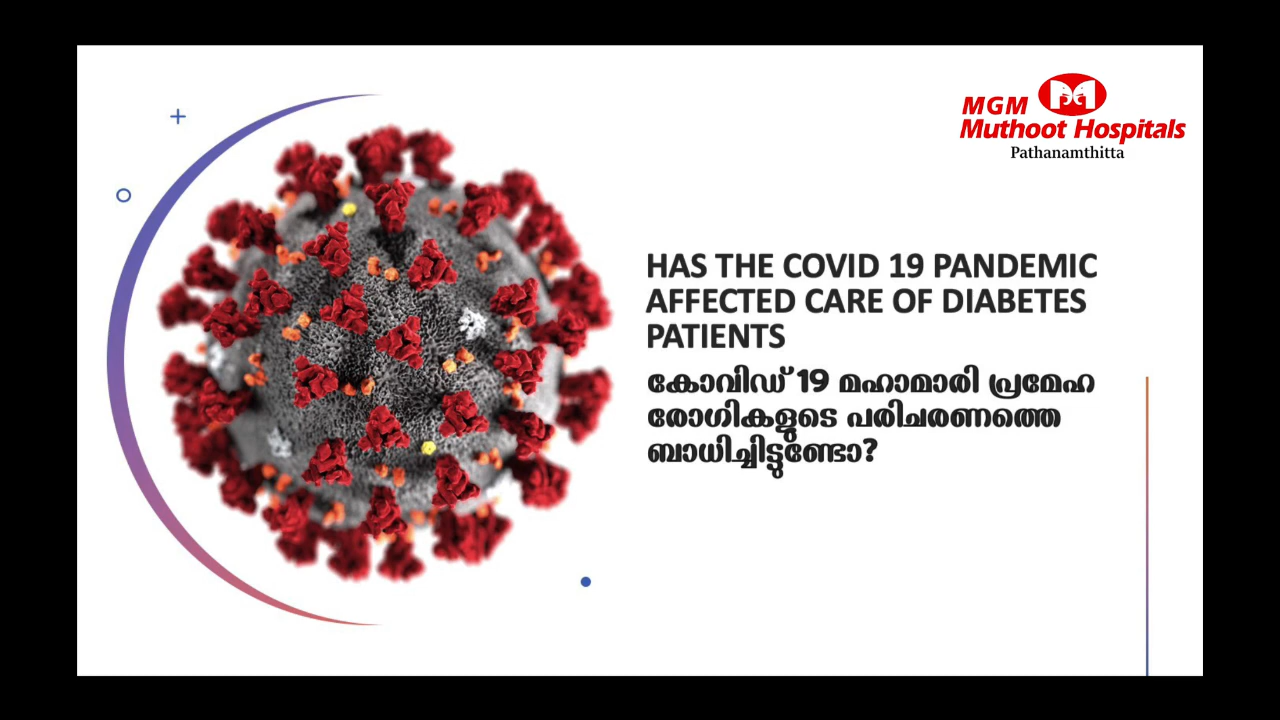 MGM
Muthoot Hospitals
Pathanamthitta
HAS THE COVID 19 PANDEMIC
AFFECTED CARE OF DIABETES
PATIENTS
കോവിഡ് 19 മഹാമാരി പ്രമേഹ
രോഗികളുടെ പരിചരണത്തെ
ബാധിച്ചിട്ടുണ്ടോ?